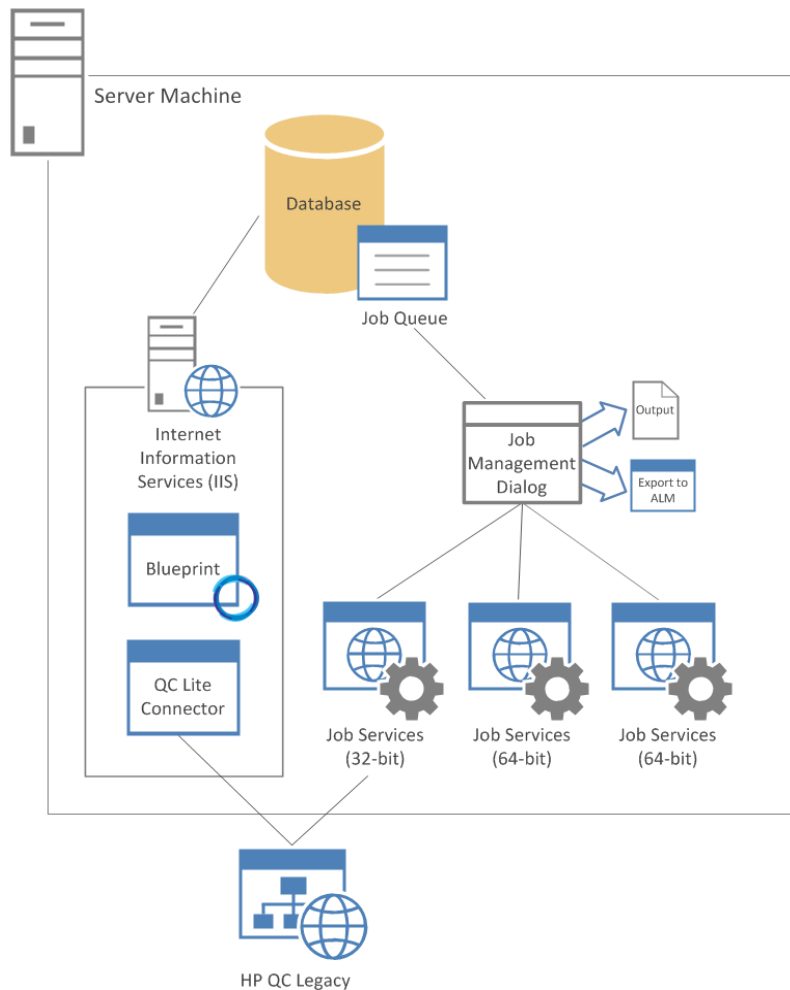 Server Machine
Database
Job Queue
Internet
Information
Services (IIS)
Job
Management
Dialog
Output
Export to
ALM
Blueprint
QC Lite
Connector
Job Services
(32-bit)
Job Services
(64-bit)
Job Services
(64-bit)
HP QC Legacy